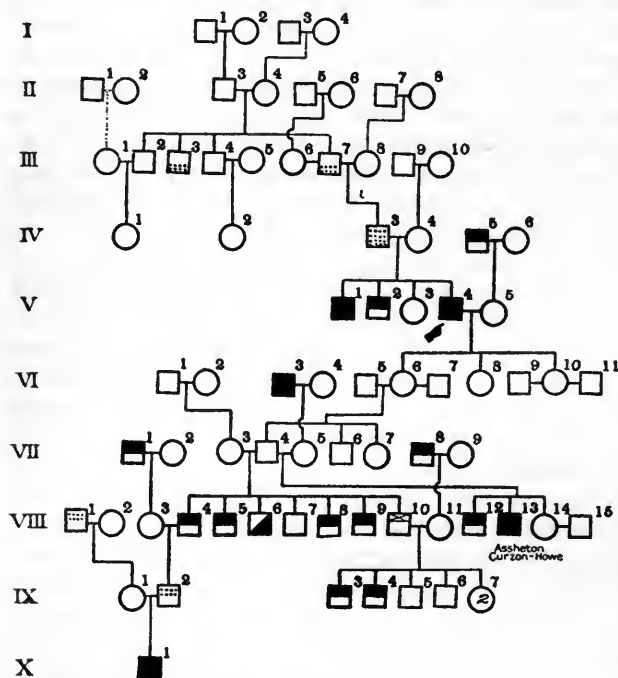 I 1 2 3 4
II 1 2 3 4 5 6 7 8
III 1 2 3 4 5 6 7 8 9 10
IV 1 2 3 4 5 6
V 1 2 3 4 5
VI 1 2 3 4 5 6 7 8 9 10 11
VII 1 2 3 4 5 6 7 8 9
VIII 1 2 3 4 5 6 7 8 9 10 11 12 13 14 15
Assheton
Curzon-Howe
IX 1 2 3 4 5 6 7 2
X 1